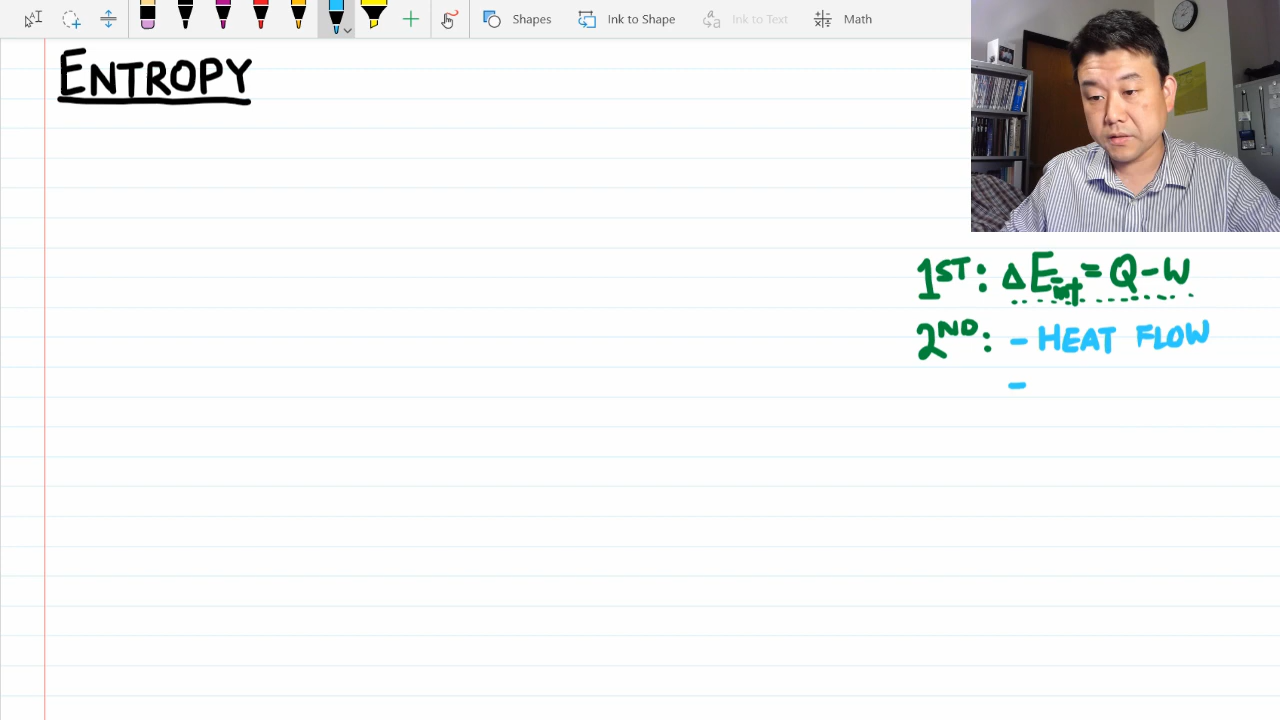 Shapes Ink to Shape Ink to Text Math
ENTROPY
1ST: ΔEint = Q - W
2ND: - HEAT FLOW
-